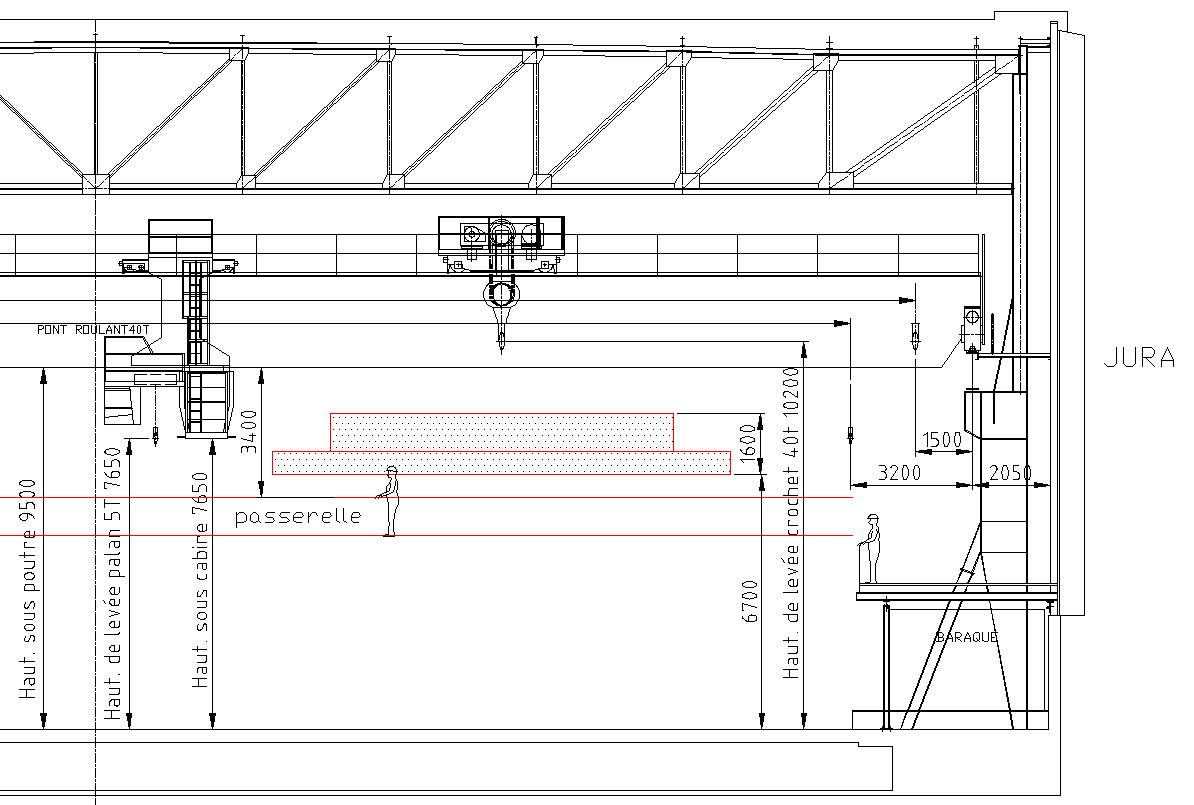 PONT ROULANT40T
JURA
Haut. sous poutre 9500
Haut. de levée palan 5T 7650
Haut. sous cabine 7650
3400
passerelle
1600
6700
Haut. de levée crochet 40t 10200
1500
3200
2050
BARAQUE